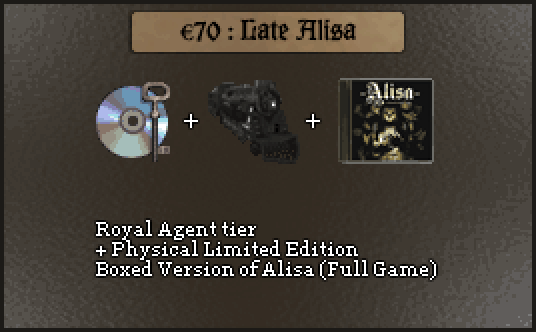 €70 : Late Alisa
+ +
-Alisa-
Royal Agent tier
+ Physical Limited Edition
Boxed Version of Alisa (Full Game)